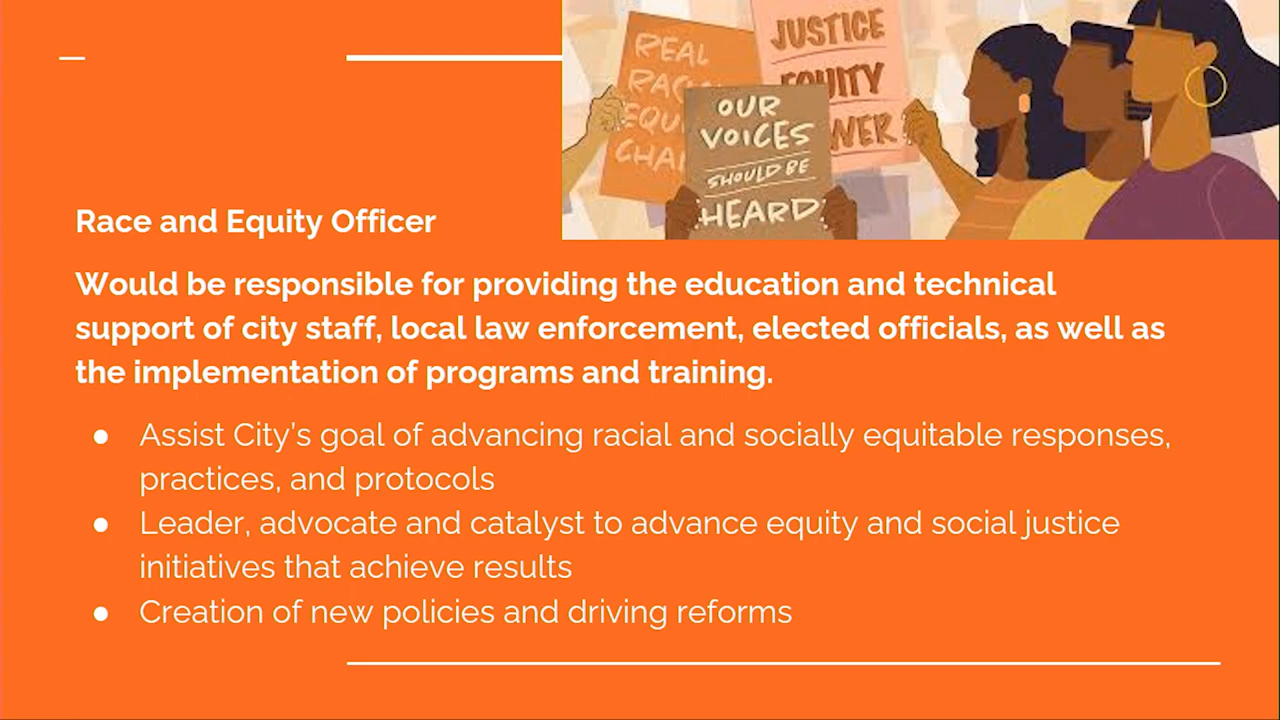 REAL
JUSTICE
EQUITY
OUR
VOICES
SHOULD BE
HEARD
Race and Equity Officer
Would be responsible for providing the education and technical
support of city staff, local law enforcement, elected officials, as well as
the implementation of programs and training.
● Assist City's goal of advancing racial and socially equitable responses,
practices, and protocols
● Leader, advocate and catalyst to advance equity and social justice
initiatives that achieve results
● Creation of new policies and driving reforms